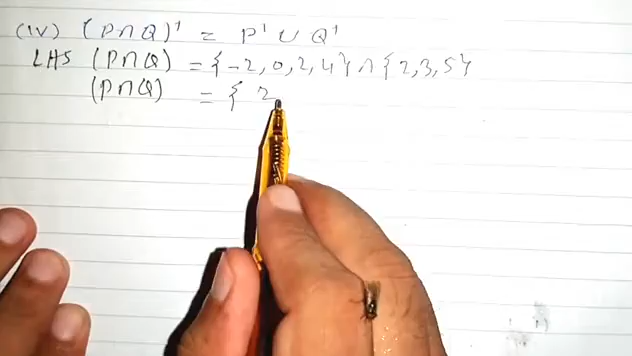 (iv) (P∩Q)' = P' ∪ Q'
LHS (P∩Q) = {-2, 0, 2, 4} ∩ {2, 3, 5}
(P∩Q) = { 2